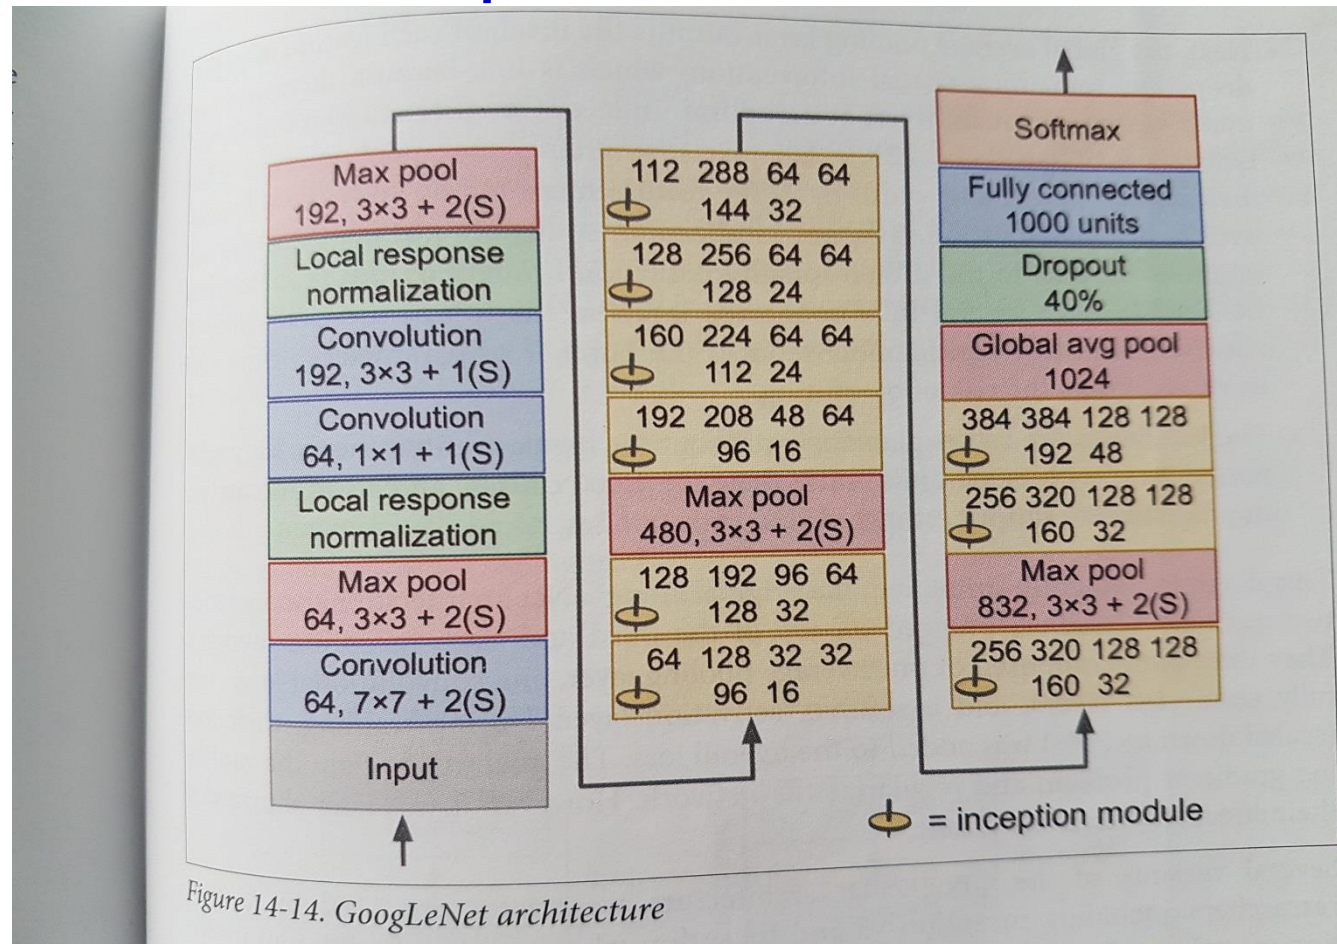 Max pool
192, 3×3 + 2(S)
Local response
normalization
Convolution
192, 3×3 + 1(S)
Convolution
64, 1×1 + 1(S)
Local response
normalization
Max pool
64, 3×3 + 2(S)
Convolution
64, 7×7 + 2(S)
Input
112 288 64 64
144 32
128 256 64 64
128 24
160 224 64 64
112 24
192 208 48 64
96 16
Max pool
480, 3×3 + 2(S)
128 192 96 64
128 32
64 128 32 32
96 16
Softmax
Fully connected
1000 units
Dropout
40%
Global avg pool
1024
384 384 128 128
192 48
256 320 128 128
160 32
Max pool
832, 3×3 + 2(S)
256 320 128 128
160 32
= inception module
Figure 14-14. GoogLeNet architecture